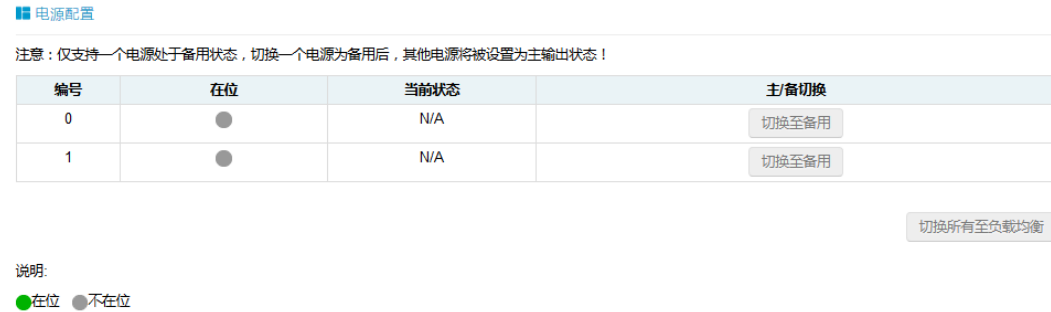 电源配置
注意：仅支持一个电源处于备用状态，切换一个电源为备用后，其他电源将被设置为主输出状态！
编号 在位 当前状态 主/备切换
0 N/A 切换至备用
1 N/A 切换至备用
切换所有至负载均衡
说明:
在位 不在位